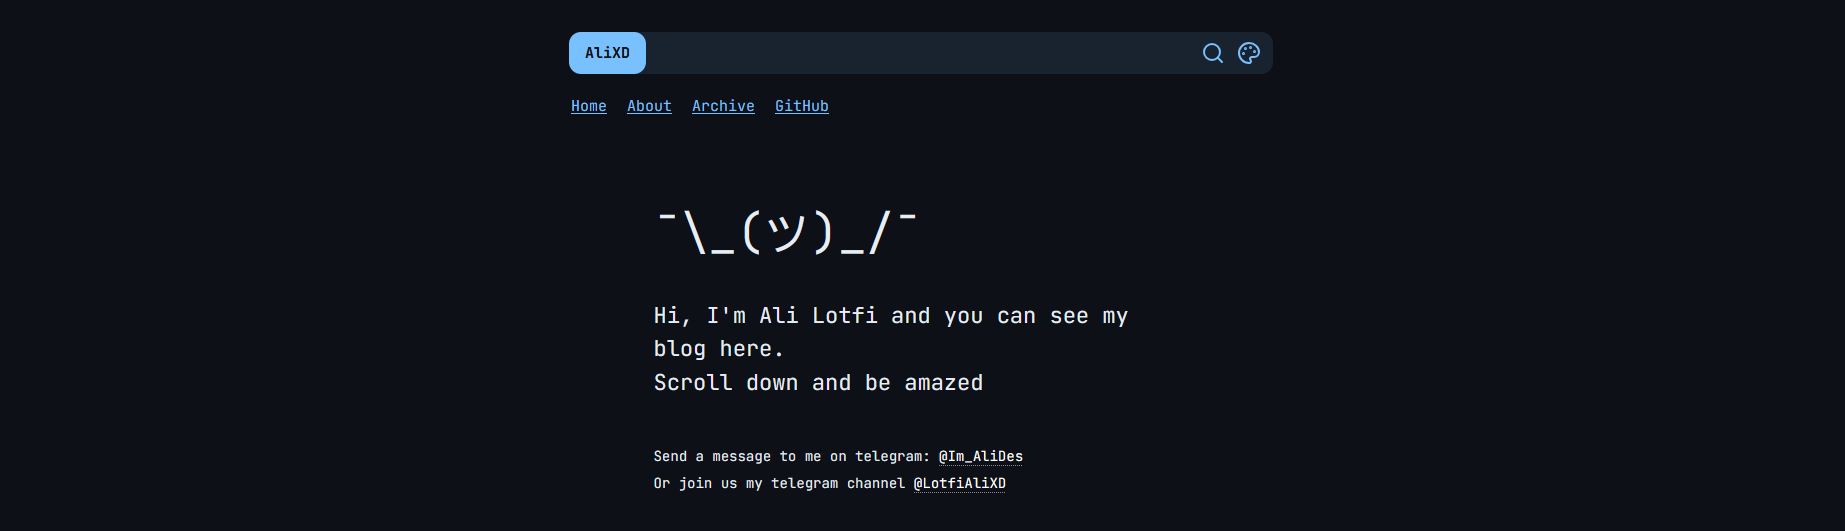 AliXD
Home About Archive GitHub
¯\_(ツ)_/¯
Hi, I'm Ali Lotfi and you can see my
blog here.
Scroll down and be amazed
Send a message to me on telegram: @Im_AliDes
Or join us my telegram channel @LotfiAliXD